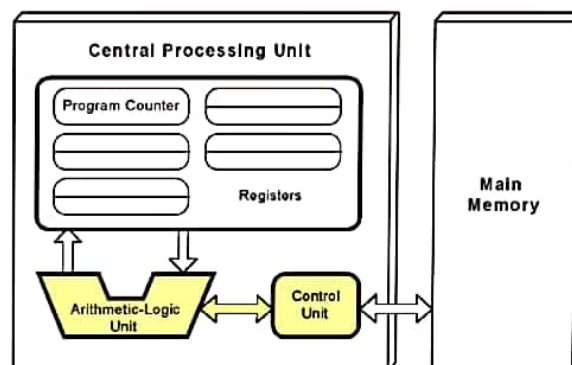 Central Processing Unit
Program Counter
Registers
Main
Memory
Arithmetic-Logic
Unit
Control
Unit